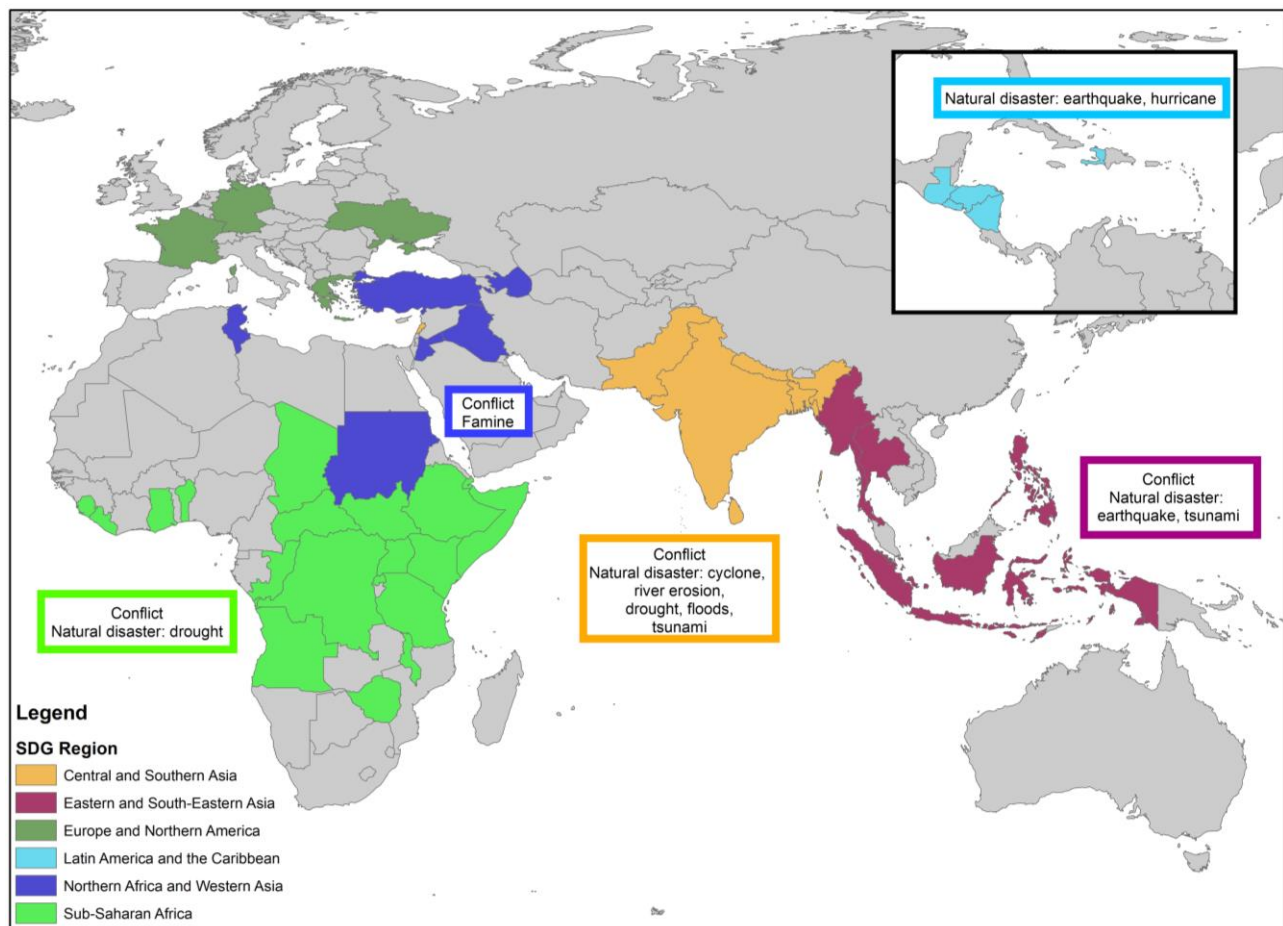 Natural disaster: earthquake, hurricane
Conflict
Famine
Conflict
Natural disaster:
earthquake, tsunami
Conflict
Natural disaster: cyclone,
river erosion,
drought, floods,
tsunami
Conflict
Natural disaster: drought
Legend
SDG Region
Central and Southern Asia
Eastern and South-Eastern Asia
Europe and Northern America
Latin America and the Caribbean
Northern Africa and Western Asia
Sub-Saharan Africa